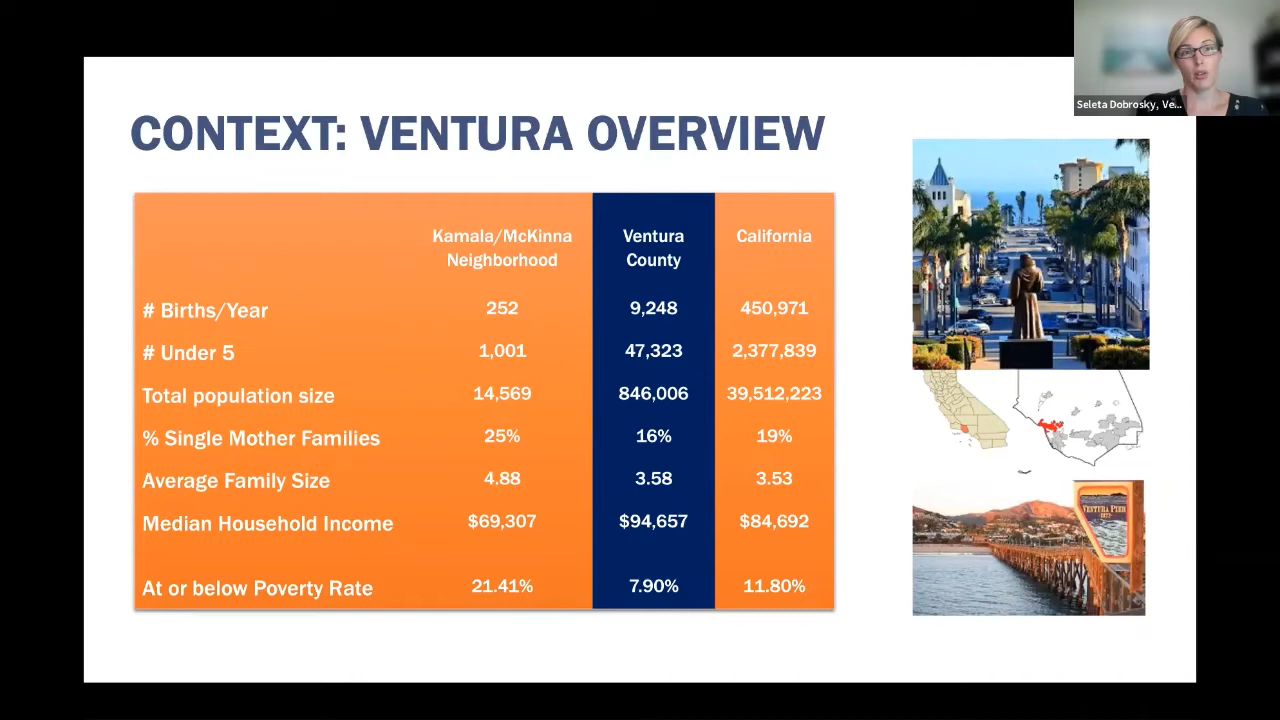 Seleta Dobrosky, Ve...
CONTEXT: VENTURA OVERVIEW
Kamala/McKinna Neighborhood Ventura County California
# Births/Year 252 9,248 450,971
# Under 5 1,001 47,323 2,377,839
Total population size 14,569 846,006 39,512,223
% Single Mother Families 25% 16% 19%
Average Family Size 4.88 3.58 3.53
Median Household Income $69,307 $94,657 $84,692
At or below Poverty Rate 21.41% 7.90% 11.80%
VENTURA PIER